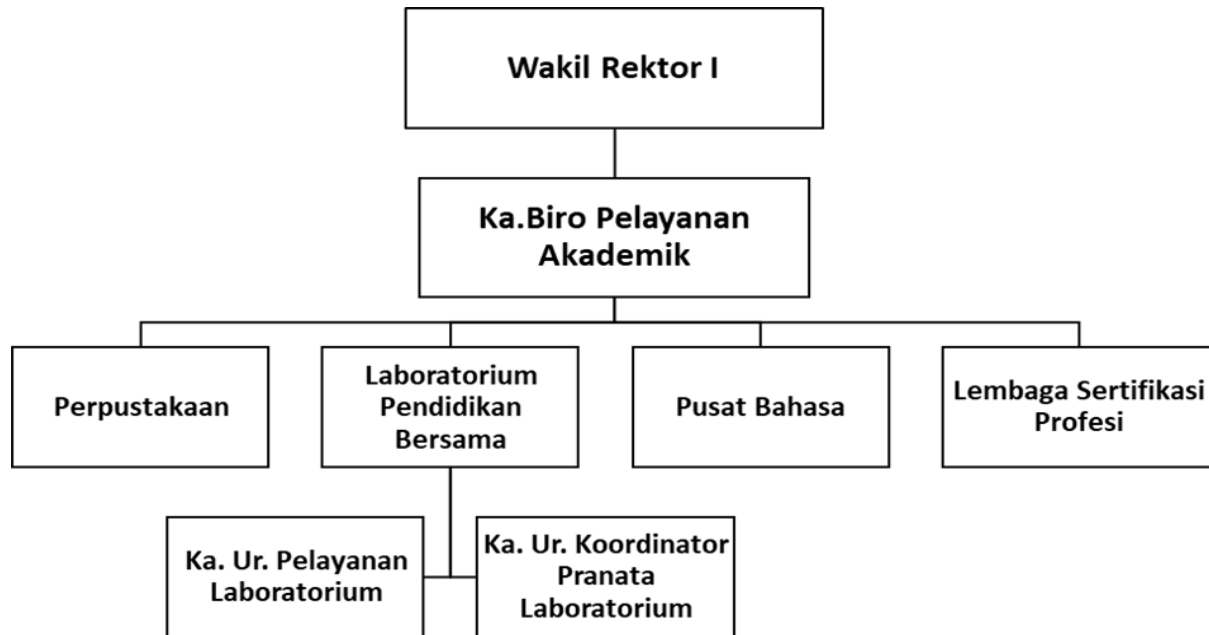 Wakil Rektor I
Ka.Biro Pelayanan
Akademik
Perpustakaan
Laboratorium
Pendidikan
Bersama
Pusat Bahasa
Lembaga Sertifikasi
Profesi
Ka. Ur. Pelayanan
Laboratorium
Ka. Ur. Koordinator
Pranata
Laboratorium